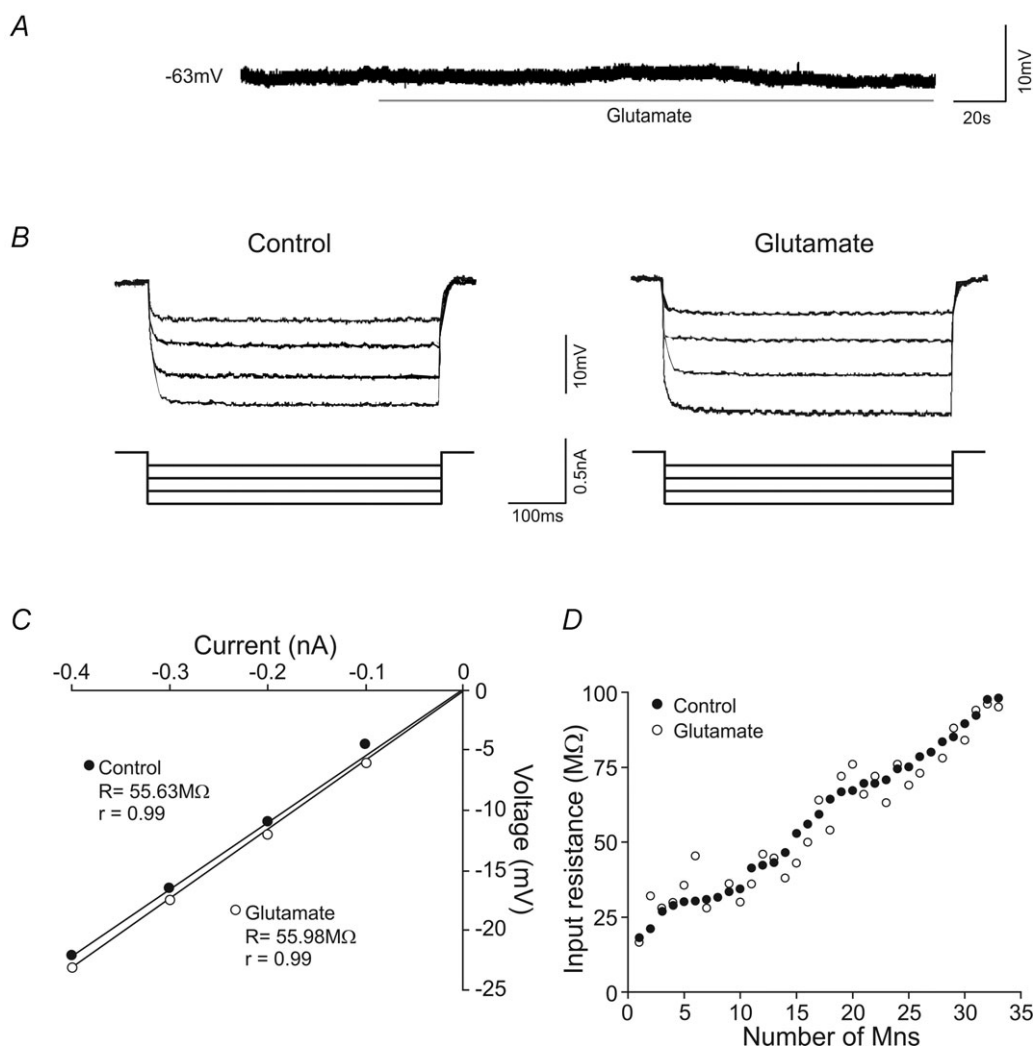 A
-63mV
Glutamate
10mV
20s
B
Control
Glutamate
10mV
0.5nA
100ms
C
Current (nA)
-0.4 -0.3 -0.2 -0.1 0
0
-5
-10
-15
-20
-25
Voltage (mV)
Control
R= 55.63MΩ
r = 0.99
Glutamate
R= 55.98MΩ
r = 0.99
D
Input resistance (MΩ)
100
75
50
25
0
Control
Glutamate
0 5 10 15 20 25 30 35
Number of Mns